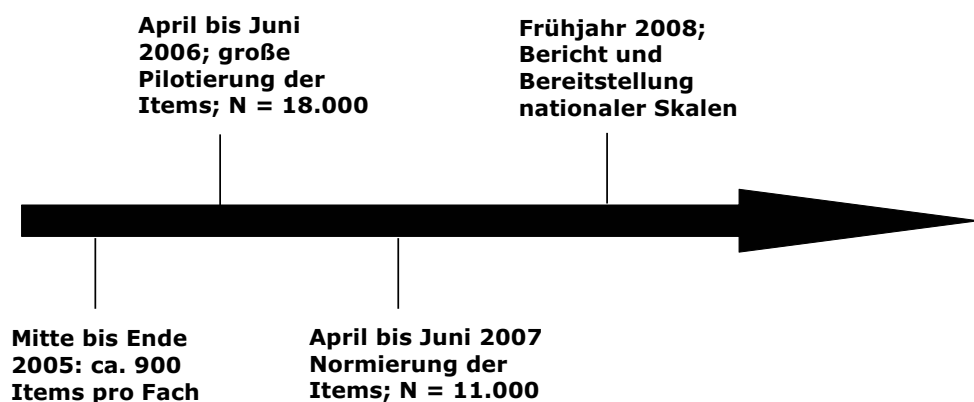 April bis Juni
2006; große
Pilotierung der
Items; N = 18.000
Frühjahr 2008;
Bericht und
Bereitstellung
nationaler Skalen
Mitte bis Ende
2005: ca. 900
Items pro Fach
April bis Juni 2007
Normierung der
Items; N = 11.000